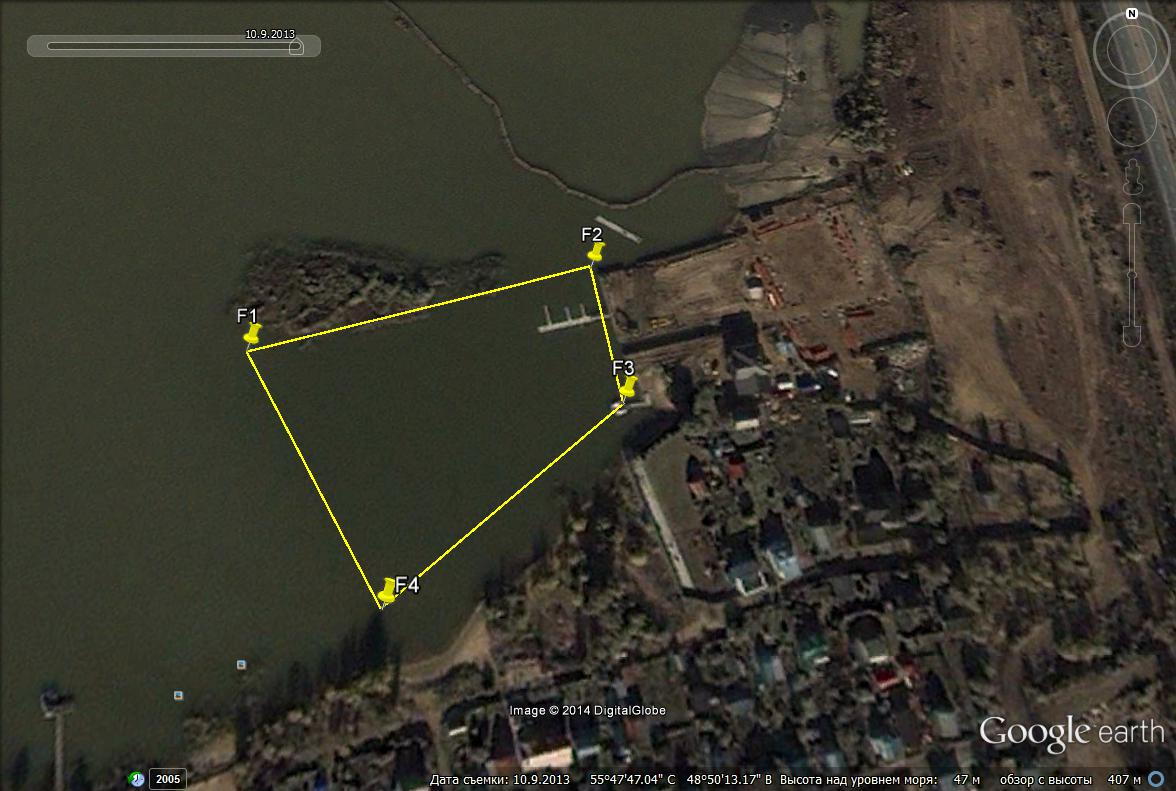 10.9.2013
N
F2
F1
F3
F4
Image © 2014 DigitalGlobe
Google earth
2005
Дата съемки: 10.9.2013 55°47'47.04" С 48°50'13.17" В Высота над уровнем моря: 47 м обзор с высоты 407 м